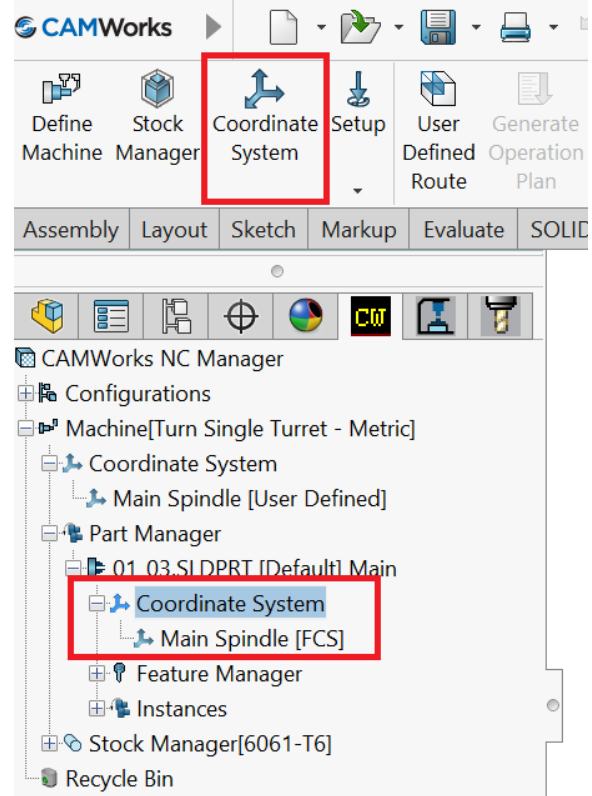 CAMWorks
Define Machine
Stock Manager
Coordinate System
Setup
User Defined Route
Generate Operation Plan
Assembly Layout Sketch Markup Evaluate SOLID
CW
CAMWorks NC Manager
Configurations
Machine[Turn Single Turret - Metric]
Coordinate System
Main Spindle [User Defined]
Part Manager
01_03.SLDPRT [Default] Main
Coordinate System
Main Spindle [FCS]
Feature Manager
Instances
Stock Manager[6061-T6]
Recycle Bin